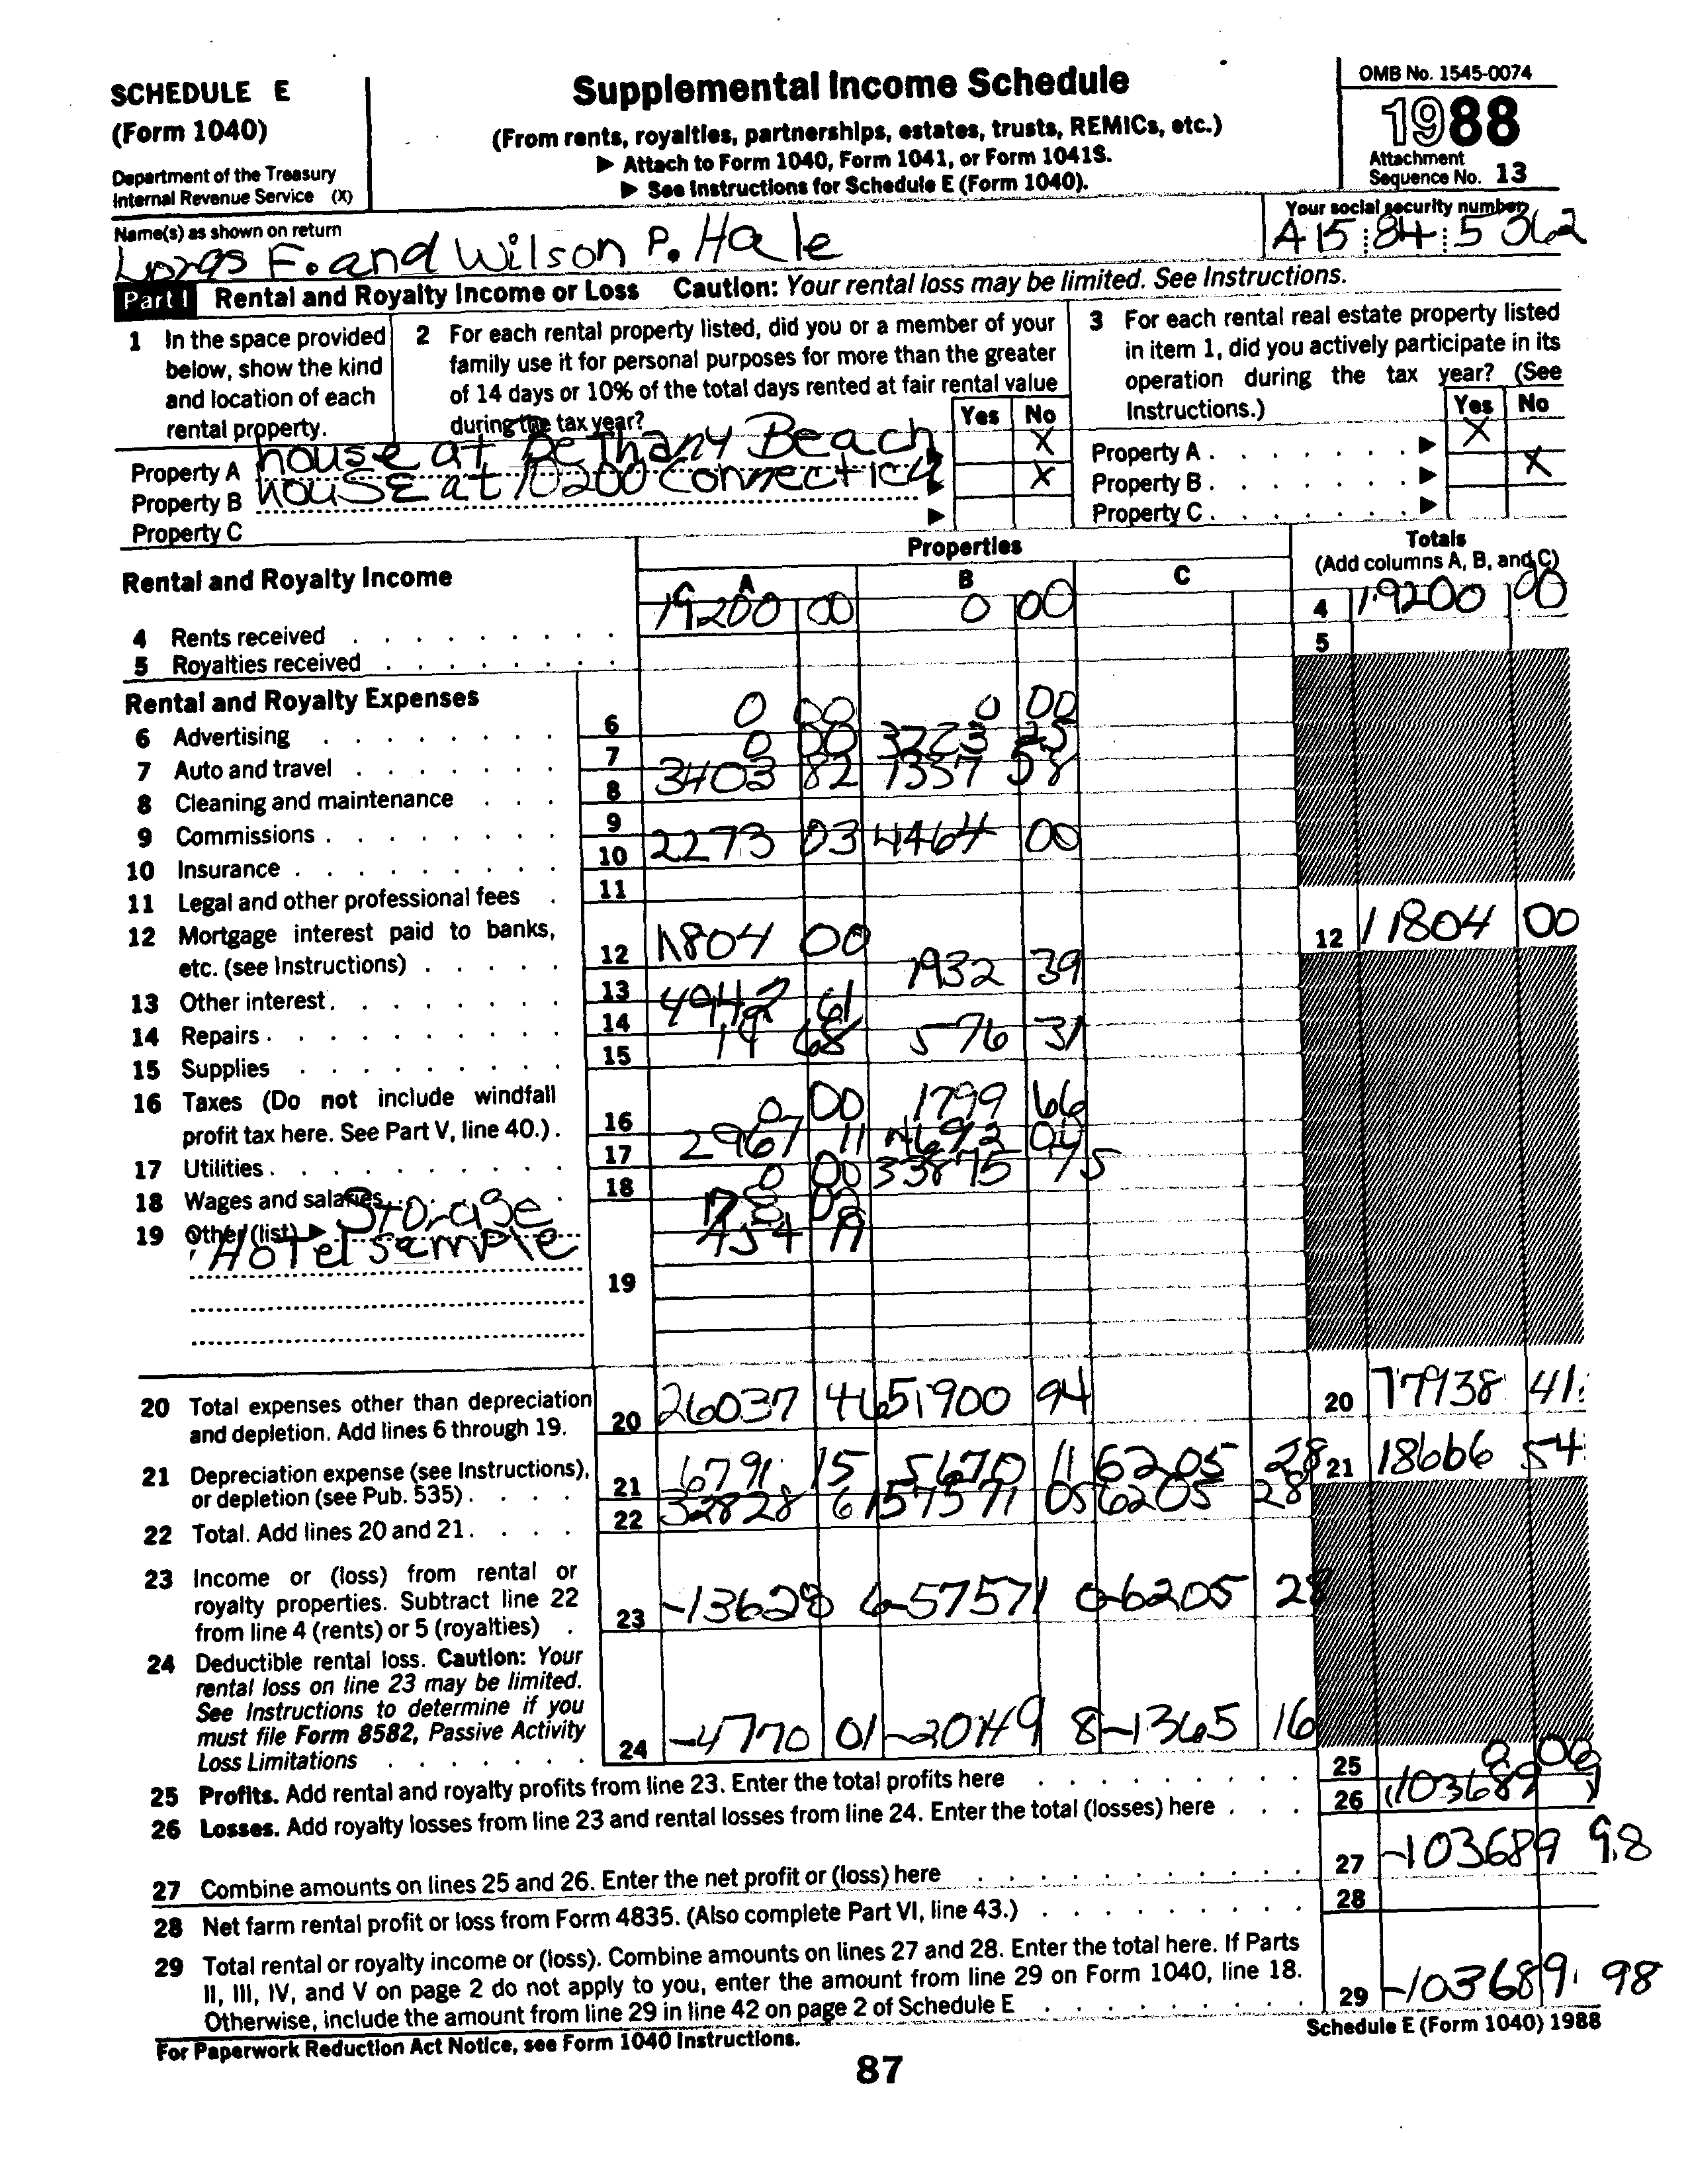 SCHEDULE E
(Form 1040)
Department of the Treasury
Internal Revenue Service (X)
Supplemental Income Schedule
(From rents, royalties, partnerships, estates, trusts, REMICs, etc.)
▶ Attach to Form 1040, Form 1041, or Form 1041S.
▶ See Instructions for Schedule E (Form 1040).
OMB No. 1545-0074
1988
Attachment
Sequence No. 13
Name(s) as shown on return
F. and Wilson P. Hale
Your social security number
A15 84 5362
Part I Rental and Royalty Income or Loss Caution: Your rental loss may be limited. See Instructions.
1 In the space provided below, show the kind and location of each rental property.
2 For each rental property listed, did you or a member of your family use it for personal purposes for more than the greater of 14 days or 10% of the total days rented at fair rental value during the tax year?
Yes No
3 For each rental real estate property listed in item 1, did you actively participate in its operation during the tax year? (See Instructions.)
Yes No
Property A house at Bethany Beach X
Property B house at 10200 Connecticu X
Property C
Property A X
Property B X
Property C
Rental and Royalty Income
Properties
A B C
Totals
(Add columns A, B, and C)
4 Rents received 19200 00 0 00 4 19200 00
5 Royalties received 5
Rental and Royalty Expenses
6 Advertising 6 0 00 0 00
7 Auto and travel 7 0 00 3223 25
8 Cleaning and maintenance 8 3403 82 1337 58
9 Commissions 9
10 Insurance 10 2273 03 4464 00
11 Legal and other professional fees 11
12 Mortgage interest paid to banks, etc. (see Instructions) 12 11804 00 12 11804 00
13 Other interest 13 1932 39
14 Repairs 14 4942 61
15 Supplies 15 19 68 576 31
16 Taxes (Do not include windfall profit tax here. See Part V, line 40.) 16 0 00 1799 66
17 Utilities 17 2967 11 4692 04
18 Wages and salaries 18 0 00 33875 75
19 Other (list) ▶ Storage 178 00
Hotel sample 454 19
19
20 Total expenses other than depreciation and depletion. Add lines 6 through 19. 20 26037 46 51900 94 20 77938 41
21 Depreciation expense (see Instructions), or depletion (see Pub. 535) 21 6791 15 5670 11 6205 28 21 18666 54
22 Total. Add lines 20 and 21 22 32828 61 57571 05 6205 28
23 Income or (loss) from rental or royalty properties. Subtract line 22 from line 4 (rents) or 5 (royalties) 23 -13628 6 -57571 0 -6205 28
24 Deductible rental loss. Caution: Your rental loss on line 23 may be limited. See Instructions to determine if you must file Form 8582, Passive Activity Loss Limitations 24 -4770 01 -20149 8 -1365 16
25 Profits. Add rental and royalty profits from line 23. Enter the total profits here 25 0 00
26 Losses. Add royalty losses from line 23 and rental losses from line 24. Enter the total (losses) here 26 (103689 9
27 Combine amounts on lines 25 and 26. Enter the net profit or (loss) here 27 -103689 98
28 Net farm rental profit or loss from Form 4835. (Also complete Part VI, line 43.) 28
29 Total rental or royalty income or (loss). Combine amounts on lines 27 and 28. Enter the total here. If Parts II, III, IV, and V on page 2 do not apply to you, enter the amount from line 29 on Form 1040, line 18. Otherwise, include the amount from line 29 in line 42 on page 2 of Schedule E 29 -103689 98
For Paperwork Reduction Act Notice, see Form 1040 Instructions.
Schedule E (Form 1040) 1988
87